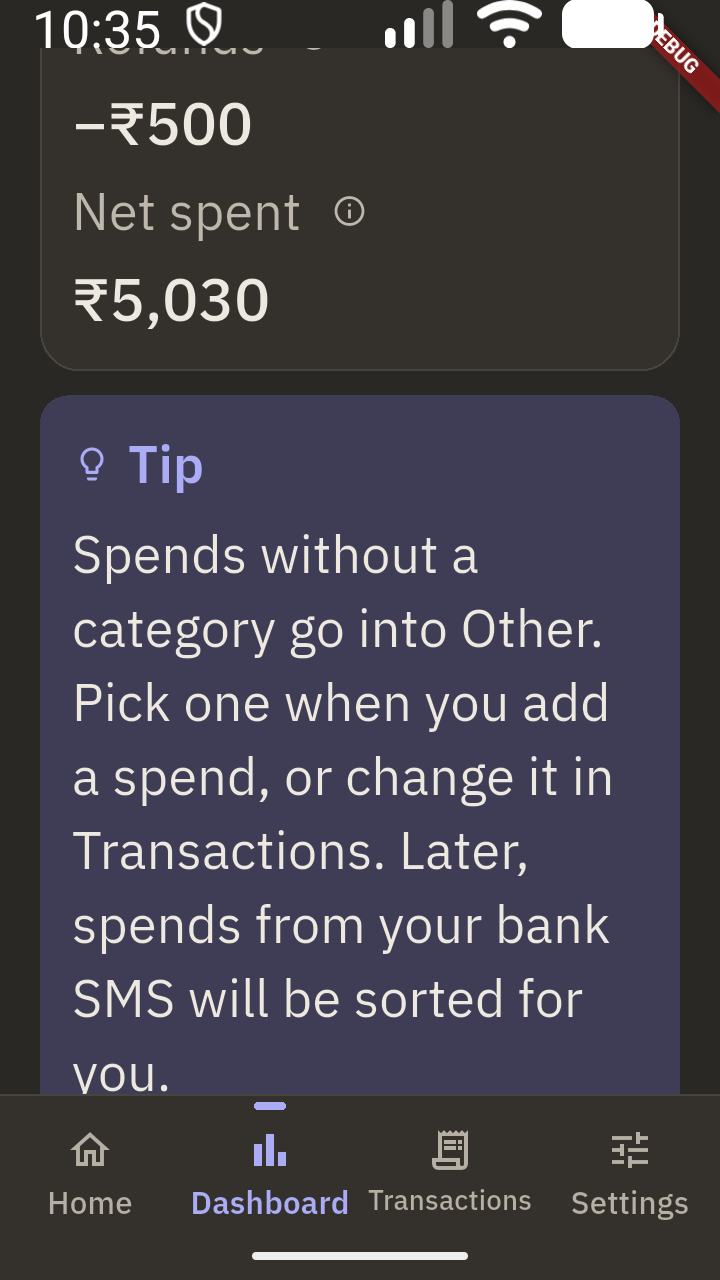 10:35
DEBUG
Refunds
–₹500
Net spent
₹5,030
Tip
Spends without a
category go into Other.
Pick one when you add
a spend, or change it in
Transactions. Later,
spends from your bank
SMS will be sorted for
you.
Home
Dashboard
Transactions
Settings